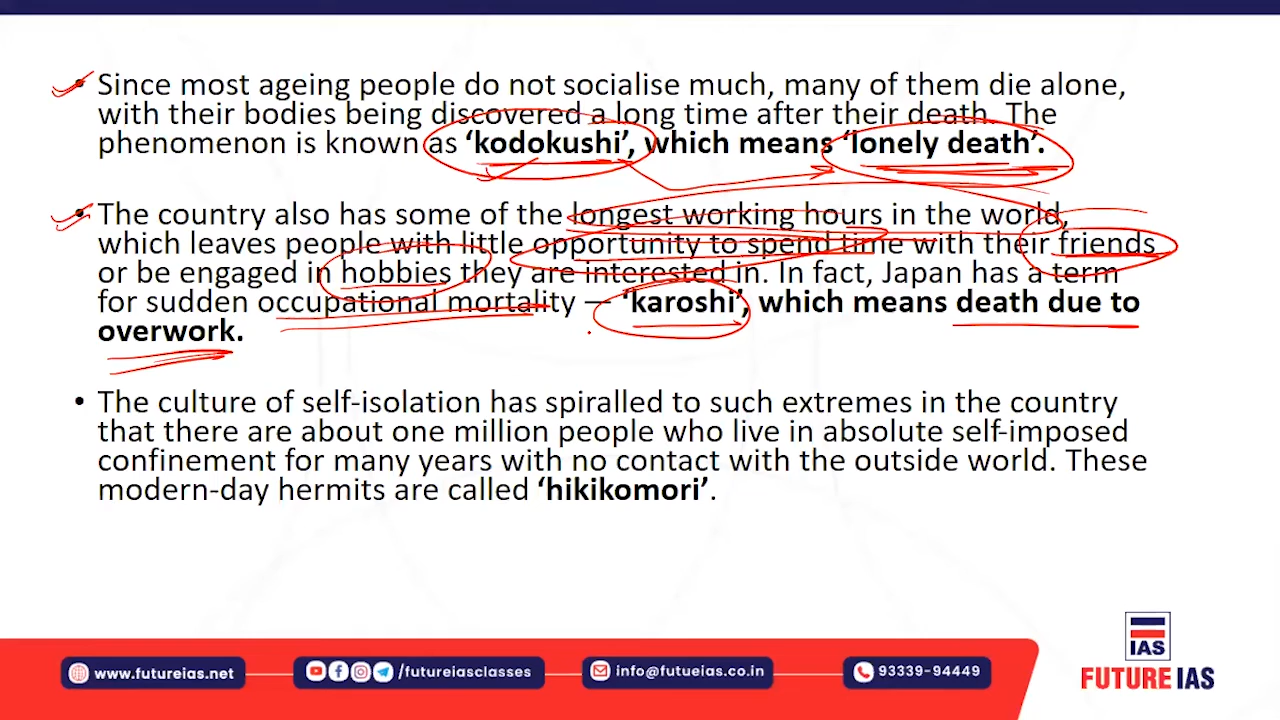 • Since most ageing people do not socialise much, many of them die alone,
with their bodies being discovered a long time after their death. The
phenomenon is known as ‘kodokushi’, which means ‘lonely death’.
• The country also has some of the longest working hours in the world,
which leaves people with little opportunity to spend time with their friends
or be engaged in hobbies they are interested in. In fact, Japan has a term
for sudden occupational mortality – ‘karoshi’, which means death due to
overwork.
• The culture of self-isolation has spiralled to such extremes in the country
that there are about one million people who live in absolute self-imposed
confinement for many years with no contact with the outside world. These
modern-day hermits are called ‘hikikomori’.
IAS
FUTURE IAS
www.futureias.net
/futureiasclasses
info@futueias.co.in
93339-94449